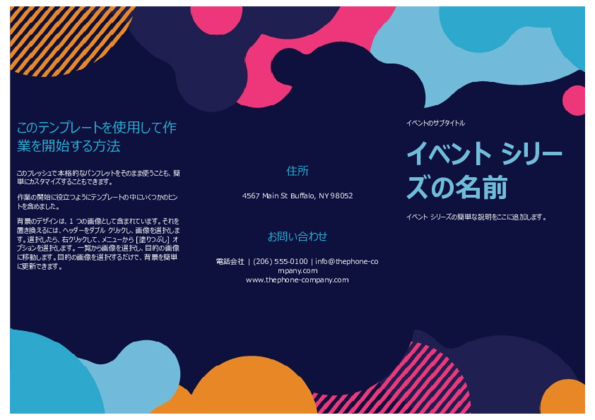 このテンプレートを使用して作
業を開始する方法
このフレッシュで本格的なパンフレットをそのまま使うことも、簡
単にカスタマイズすることもできます。
作業の開始に役立つようにテンプレートの中にいくつかのヒン
トを含めました。
背景のデザインは、1 つの画像として含まれています。それを
置き換えるには、ヘッダーをダブル クリックし、画像を選択しま
す。選択したら、右クリックして、メニューから [塗りつぶし] オ
プションを選択します。一覧から画像を選択し、目的の画像
に移動します。目的の画像を選択するだけで、背景を簡単
に更新できます。
住所
4567 Main St Buffalo, NY 98052
お問い合わせ
電話会社 | (206) 555-0100 | info@thephone-co
mpany.com
www.thephone-company.com
イベントのサブタイトル
イベント シリー
ズの名前
イベント シリーズの簡単な説明をここに追加します。